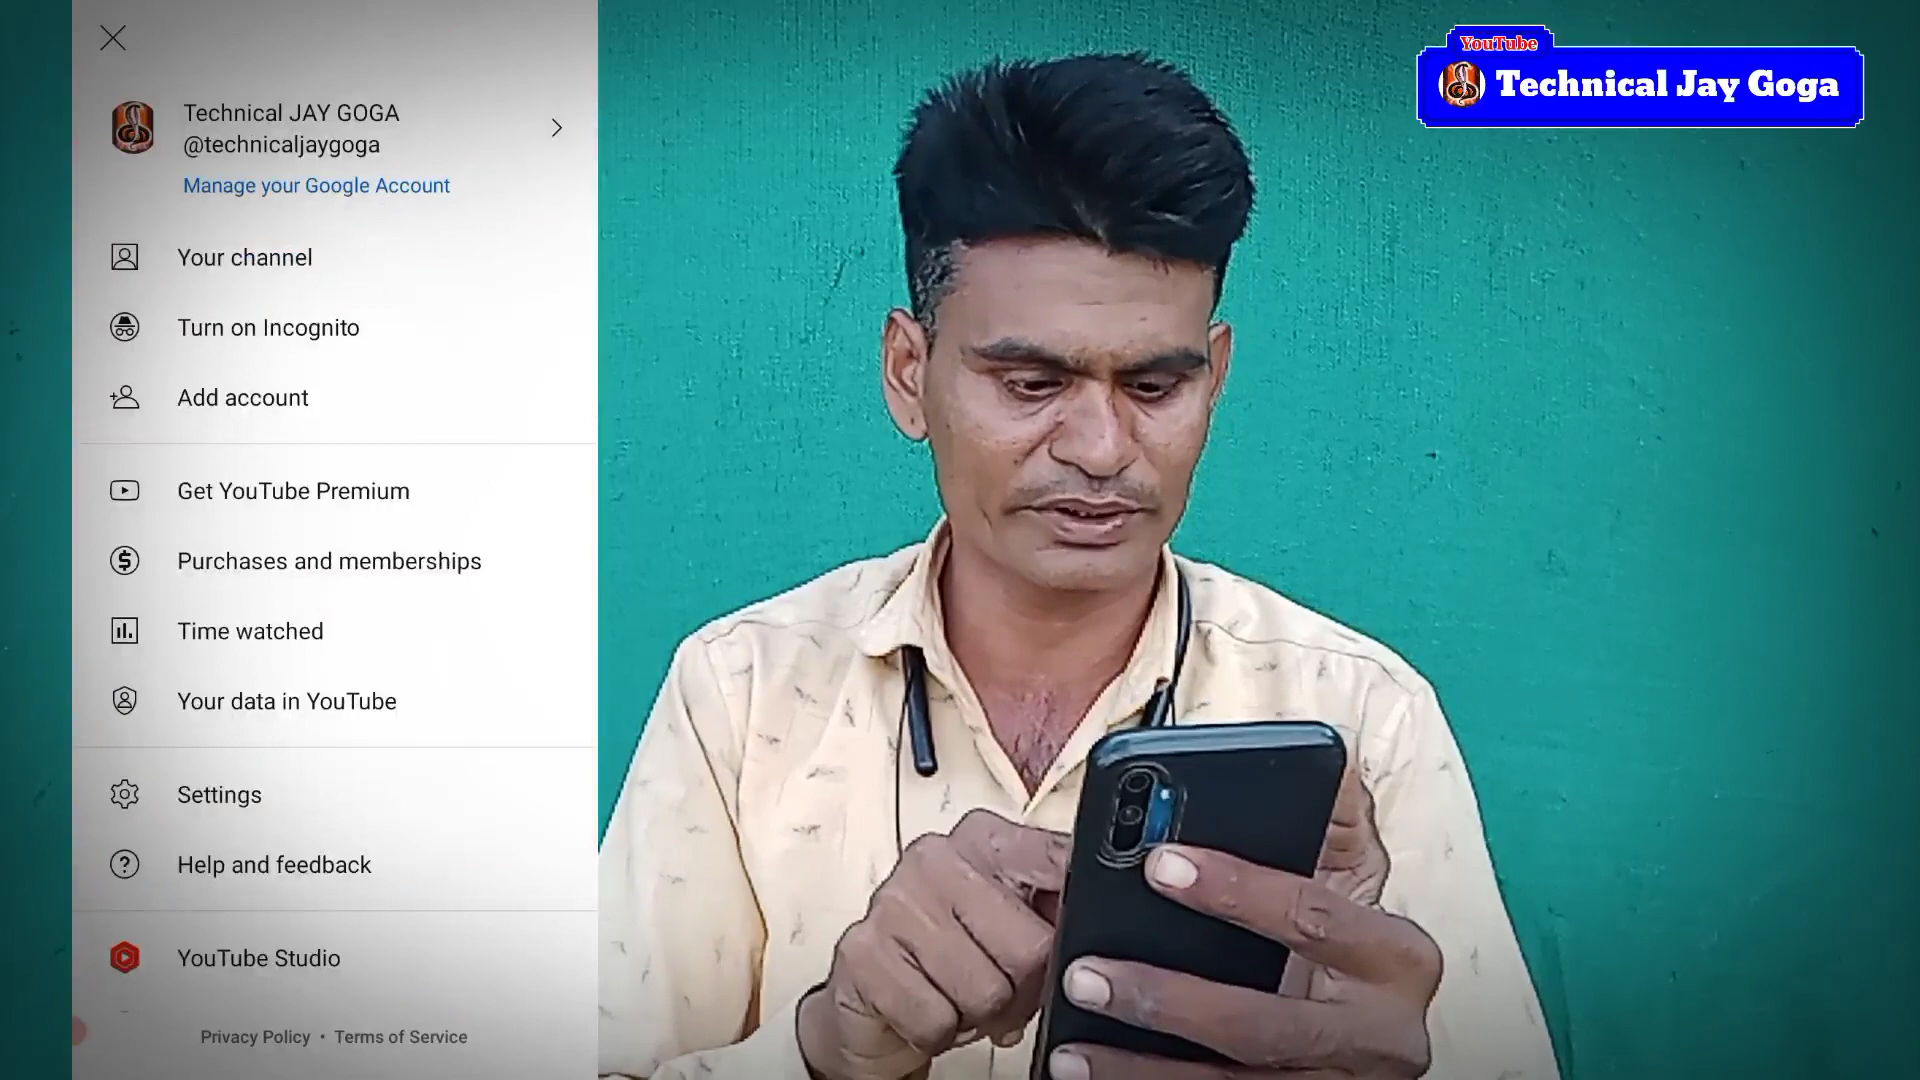 Technical JAY GOGA
@technicaljaygoga
Manage your Google Account
Your channel
Turn on Incognito
Add account
Get YouTube Premium
Purchases and memberships
Time watched
Your data in YouTube
Settings
Help and feedback
YouTube Studio
Privacy Policy • Terms of Service
YouTube
Technical Jay Goga